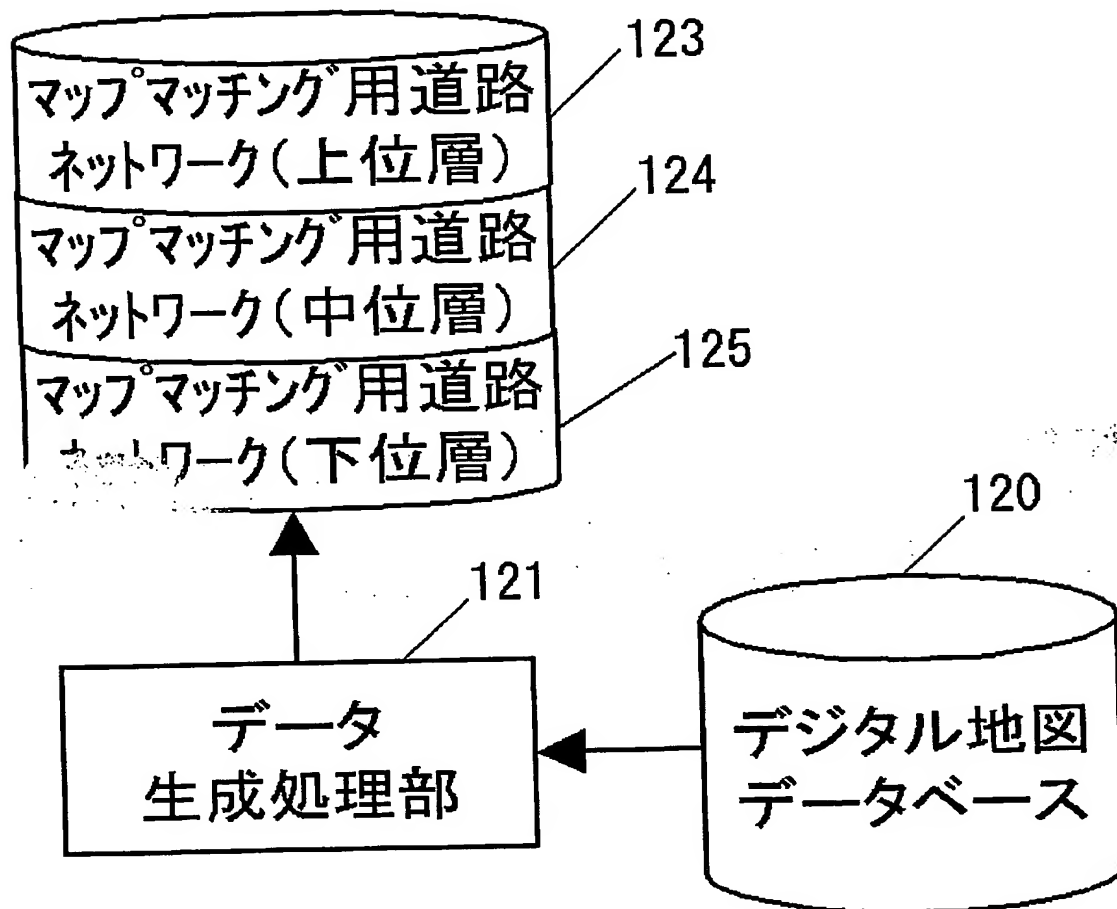 マップマッチング用道路
ネットワーク(上位層)
123
マップマッチング用道路
ネットワーク(中位層)
124
マップマッチング用道路
ネットワーク(下位層)
125
120
121
データ
生成処理部
デジタル地図
データベース